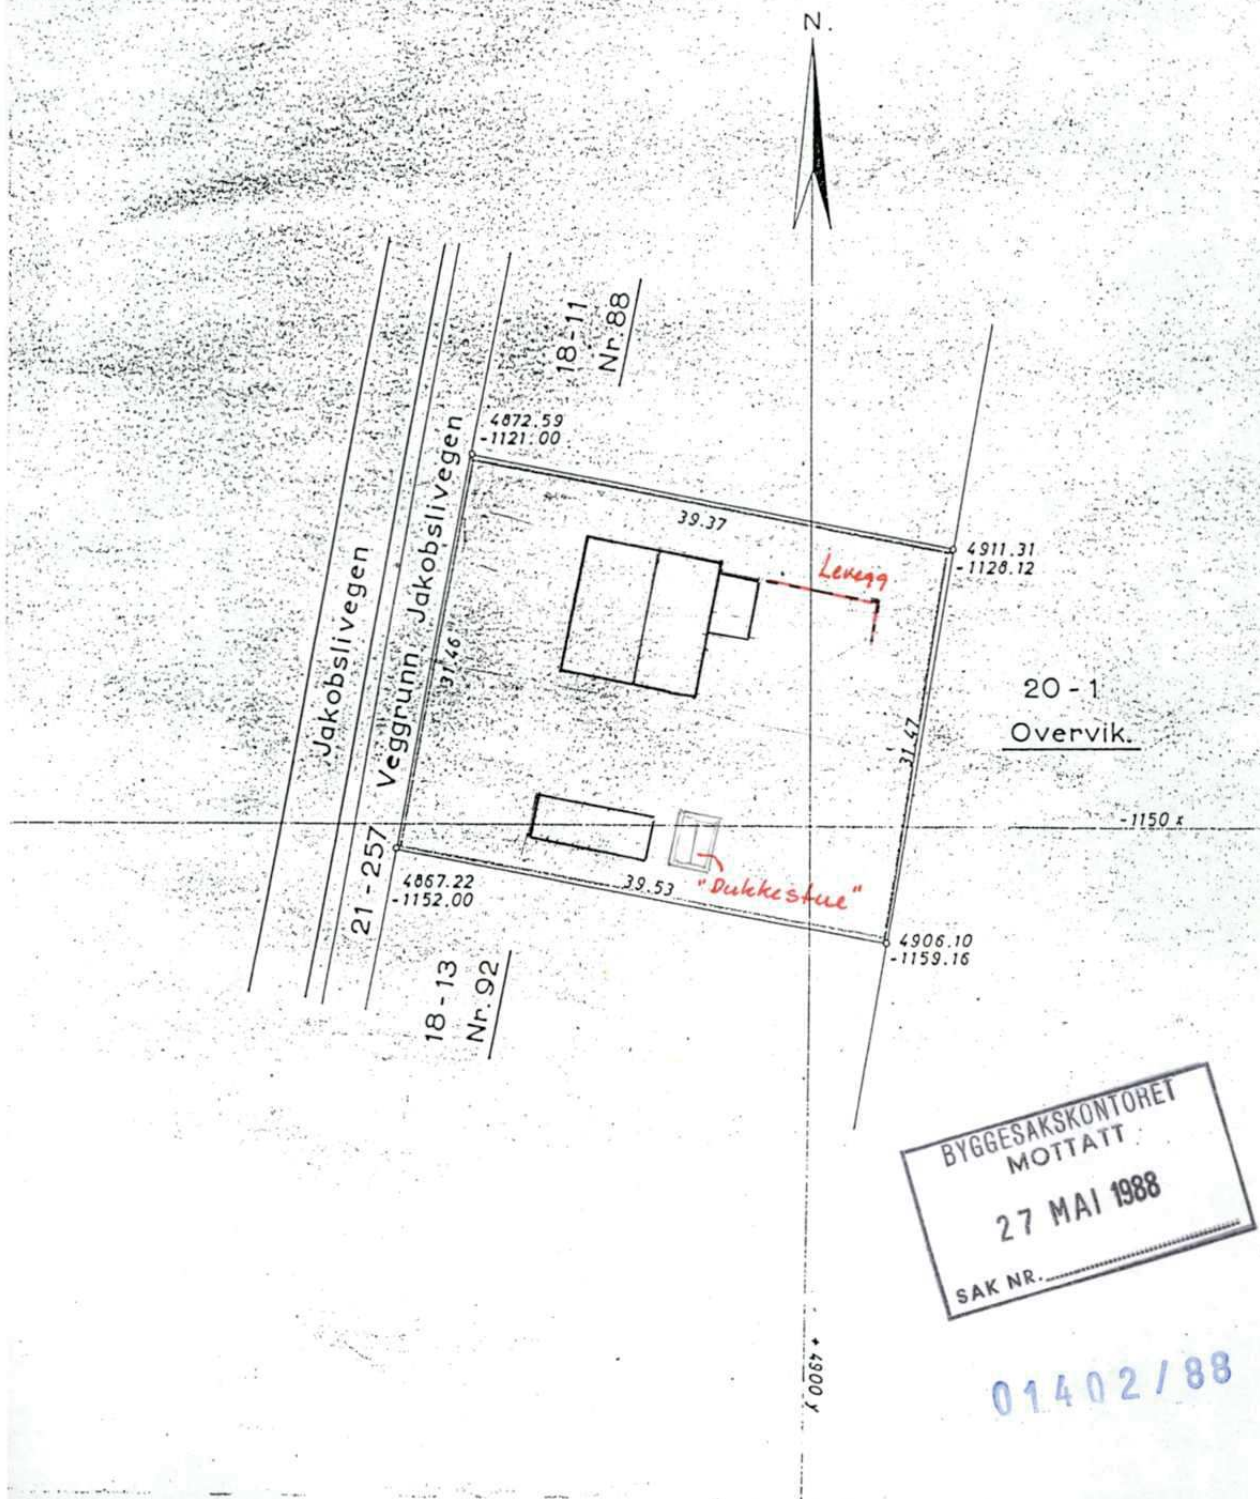 N.
18-11
Nr. 88
4872.59
-1121.00
39.37
4911.31
-1128.12
Levegg
Jakobslivegen
Veggrunn Jakobslivegen
31.46
20-1
Overvik.
31.47
-1150 x
21-257
4867.22
-1152.00
39.53
"Dukkestue"
4906.10
-1159.16
18-13
Nr. 92
BYGGESAKSKONTORET
MOTTATT
27 MAI 1988
SAK NR.
+ 4900 y
01402/88